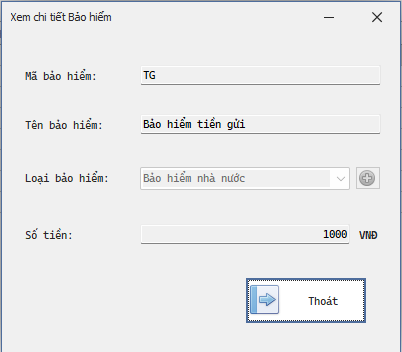 Xem chi tiết Bảo hiểm
Mã bảo hiểm: TG
Tên bảo hiểm: Bảo hiểm tiền gửi
Loại bảo hiểm: Bảo hiểm nhà nước
Số tiền: 1000 VNĐ
Thoát